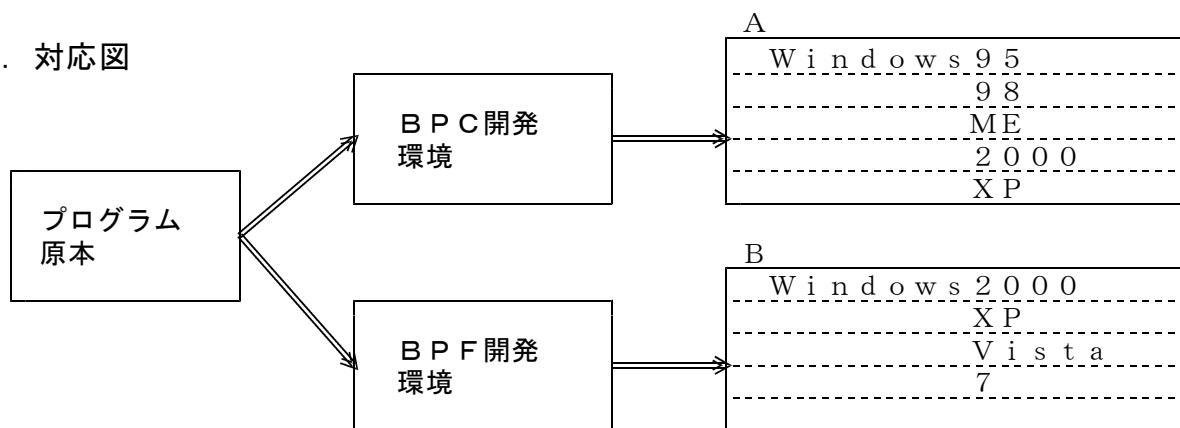 . 対応図
A
Windows95
98
ME
2000
XP
BPC開発
環境
プログラム
原本
B
Windows2000
XP
Vista
7
BPF開発
環境